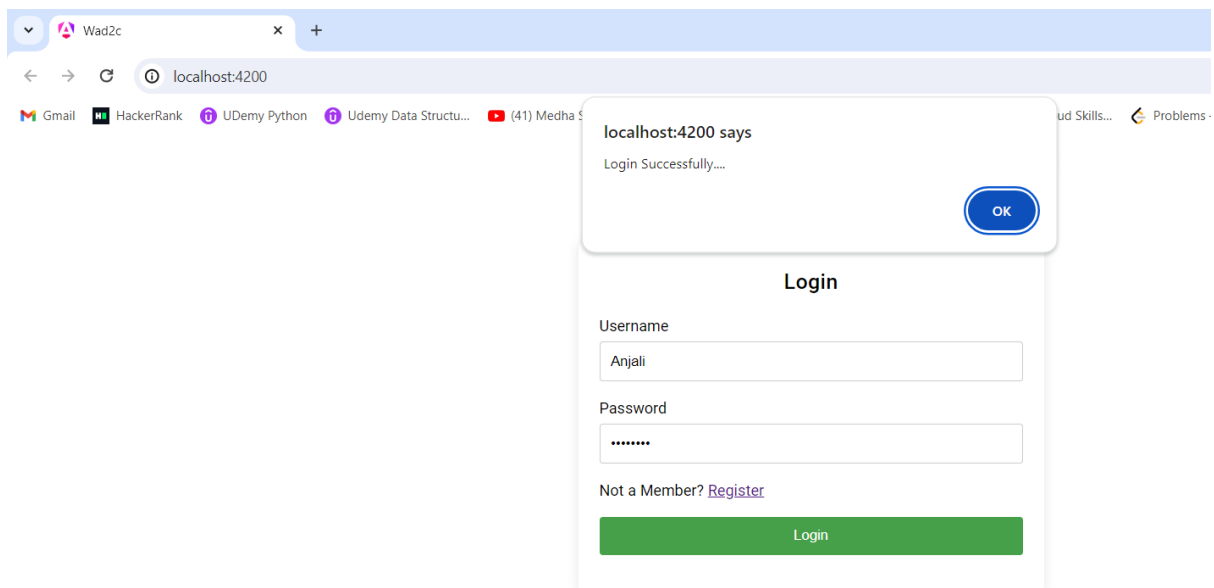 Wad2c
localhost:4200
Gmail HackerRank UDemy Python Udemy Data Structu... (41) Medha ud Skills... Problems -
localhost:4200 says
Login Successfully....
OK
Login
Username
Anjali
Password
••••••••
Not a Member? Register
Login